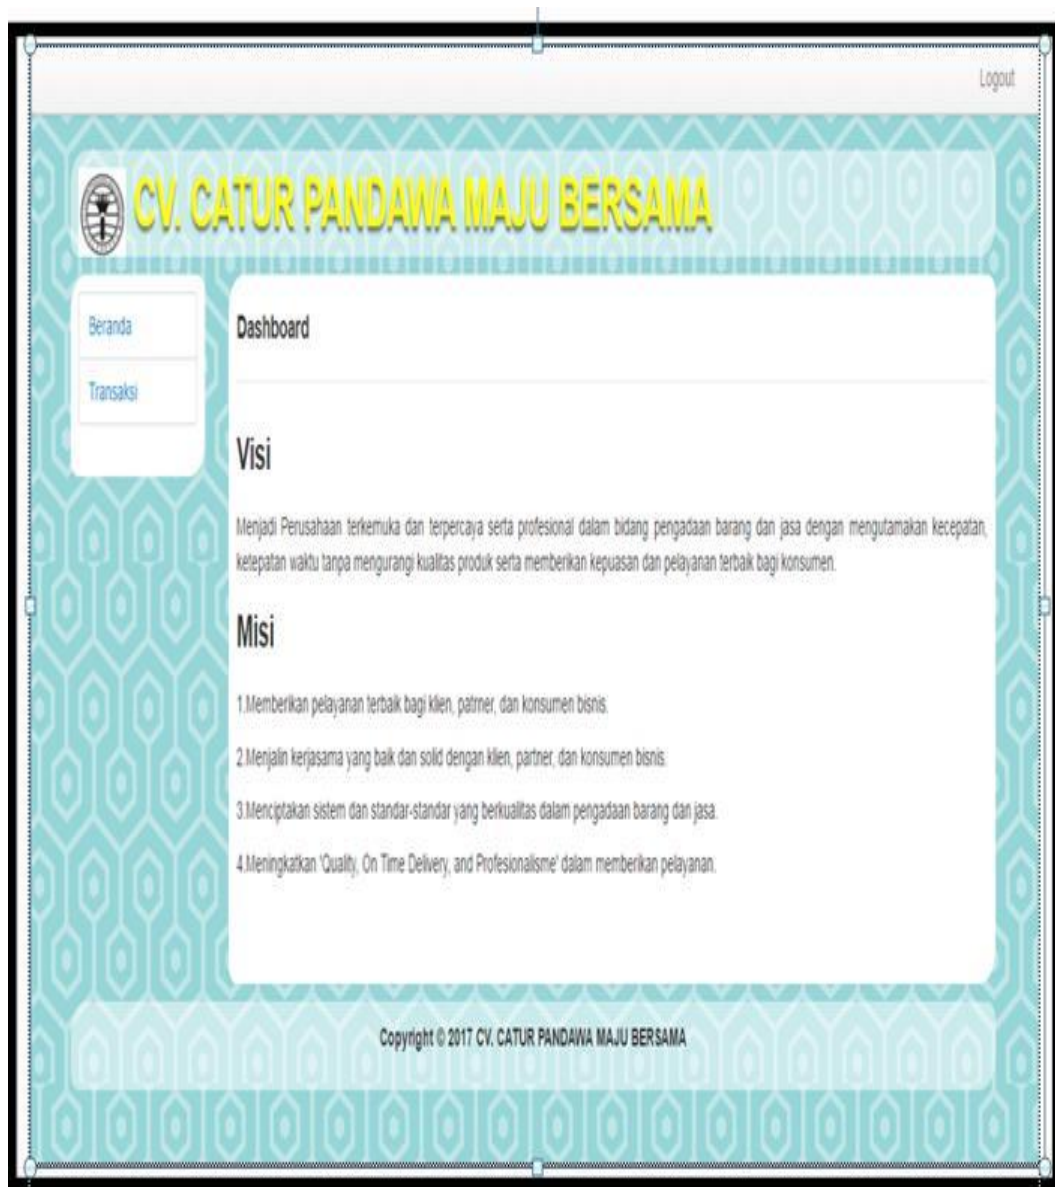 Logout
CV. CATUR PANDAWA MAJU BERSAMA
Beranda
Transaksi
Dashboard
Visi
Menjadi Perusahaan terkemuka dan terpercaya serta profesional dalam bidang pengadaan barang dan jasa dengan mengutamakan kecepatan,
ketepatan waktu tanpa mengurangi kualitas produk serta memberikan kepuasan dan pelayanan terbaik bagi konsumen.
Misi
1.Memberikan pelayanan terbaik bagi klien, patrner, dan konsumen bisnis.
2.Menjalin kerjasama yang baik dan solid dengan klien, partner, dan konsumen bisnis.
3.Menciptakan sistem dan standar-standar yang berkualitas dalam pengadaan barang dan jasa.
4.Meningkatkan 'Quality, On Time Delivery, and Profesionalisme' dalam memberikan pelayanan.
Copyright © 2017 CV. CATUR PANDAWA MAJU BERSAMA